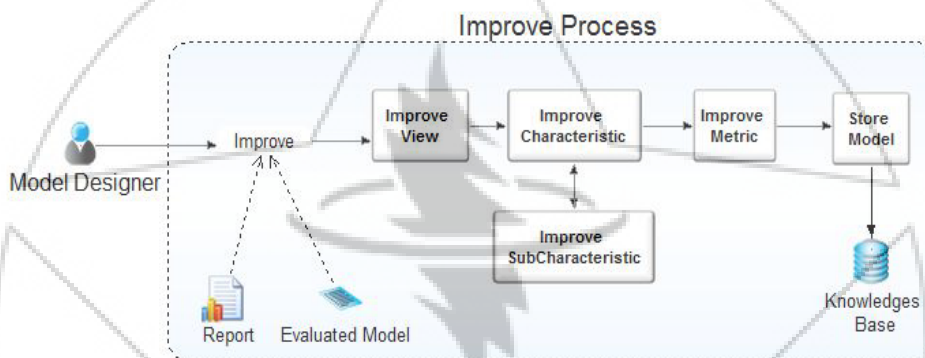 Improve Process
Model Designer
Improve
Improve
View
Improve
Characteristic
Improve
Metric
Store
Model
Improve
SubCharacteristic
Report
Evaluated Model
Knowledges
Base